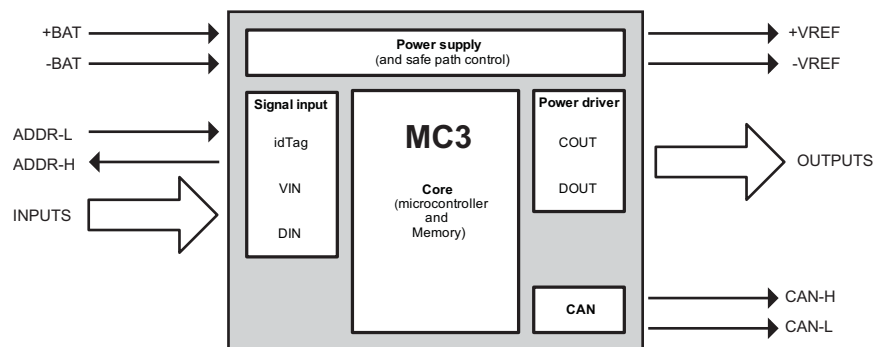 +BAT
-BAT
Power supply
(and safe path control)
+VREF
-VREF
ADDR-L
ADDR-H
INPUTS
Signal input
idTag
VIN
DIN
MC3
Core
(microcontroller
and
Memory)
Power driver
COUT
DOUT
OUTPUTS
CAN
CAN-H
CAN-L